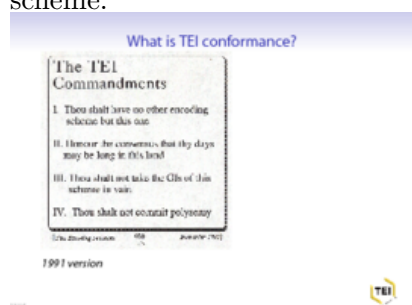 scheme.
What is TEI conformance?
The TEI
Commandments
I. Thou shalt have no other encoding
scheme but this one
II. Honour the consensus that thy days
may be long in this land
III. Thou shalt not take the GIs of this
scheme in vain
IV. Thou shalt not commit polysemy
1991 version
TEI